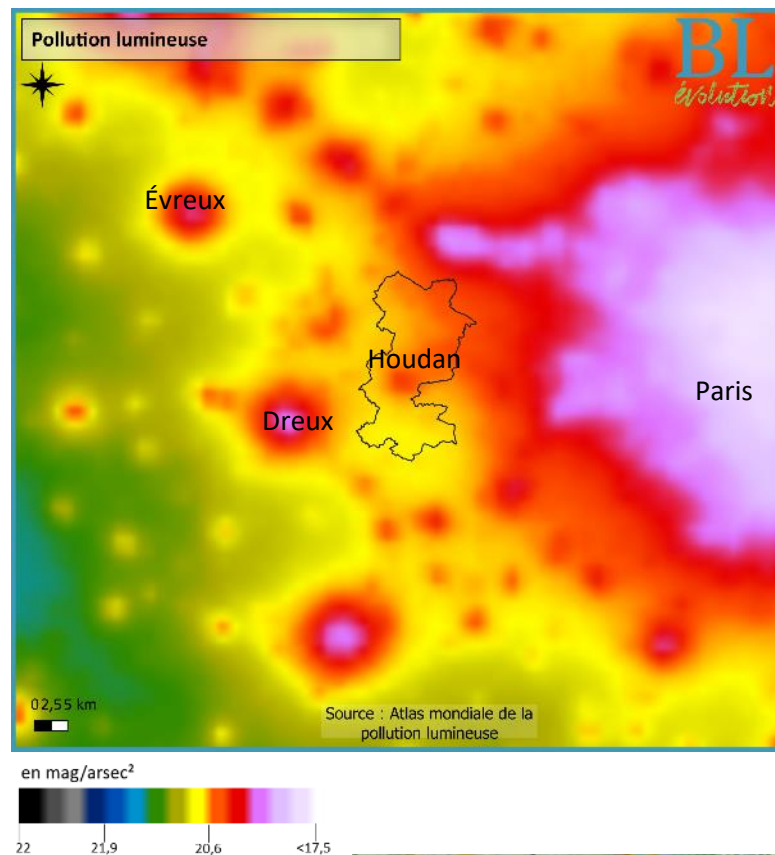 Pollution lumineuse
BL
évolution
Évreux
Houdan
Paris
Dreux
02,55 km
Source : Atlas mondiale de la
pollution lumineuse
en mag/arsec²
22 21,9 20,6 <17,5